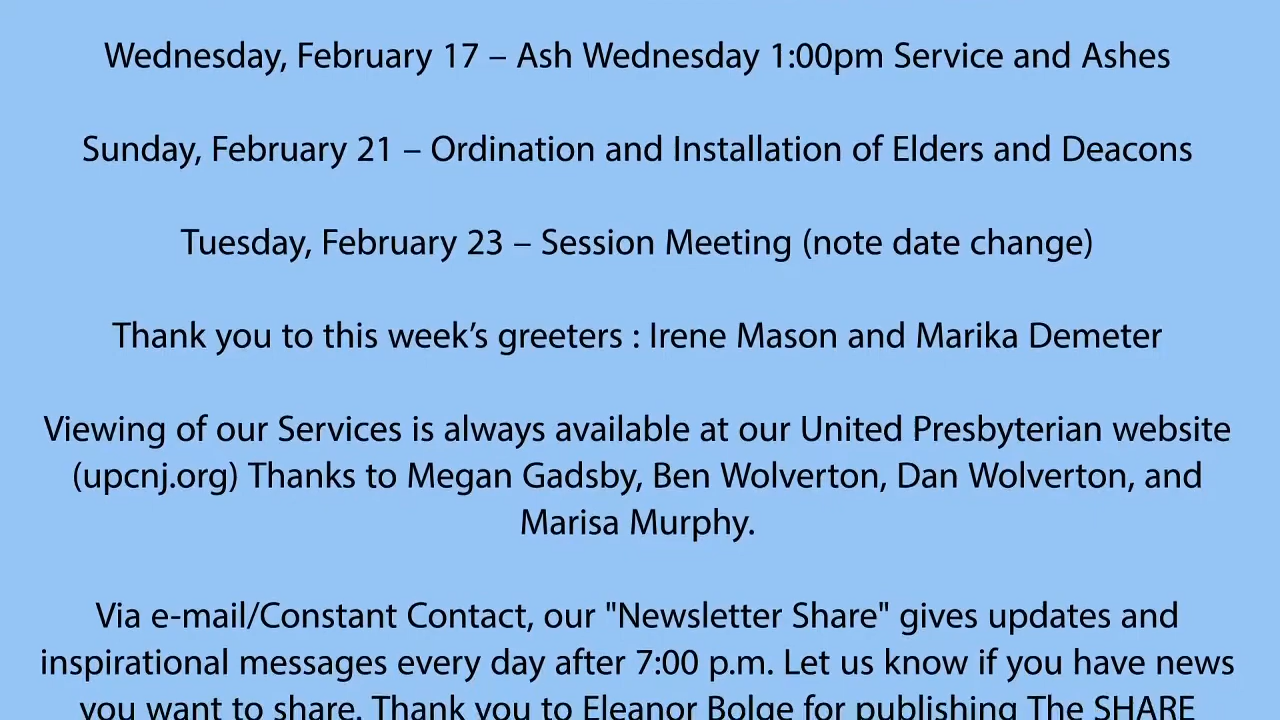 Wednesday, February 17 – Ash Wednesday 1:00pm Service and Ashes
Sunday, February 21 – Ordination and Installation of Elders and Deacons
Tuesday, February 23 – Session Meeting (note date change)
Thank you to this week’s greeters : Irene Mason and Marika Demeter
Viewing of our Services is always available at our United Presbyterian website
(upcnj.org) Thanks to Megan Gadsby, Ben Wolverton, Dan Wolverton, and
Marisa Murphy.
Via e-mail/Constant Contact, our "Newsletter Share" gives updates and
inspirational messages every day after 7:00 p.m. Let us know if you have news
you want to share. Thank you to Eleanor Bolge for publishing The SHARE